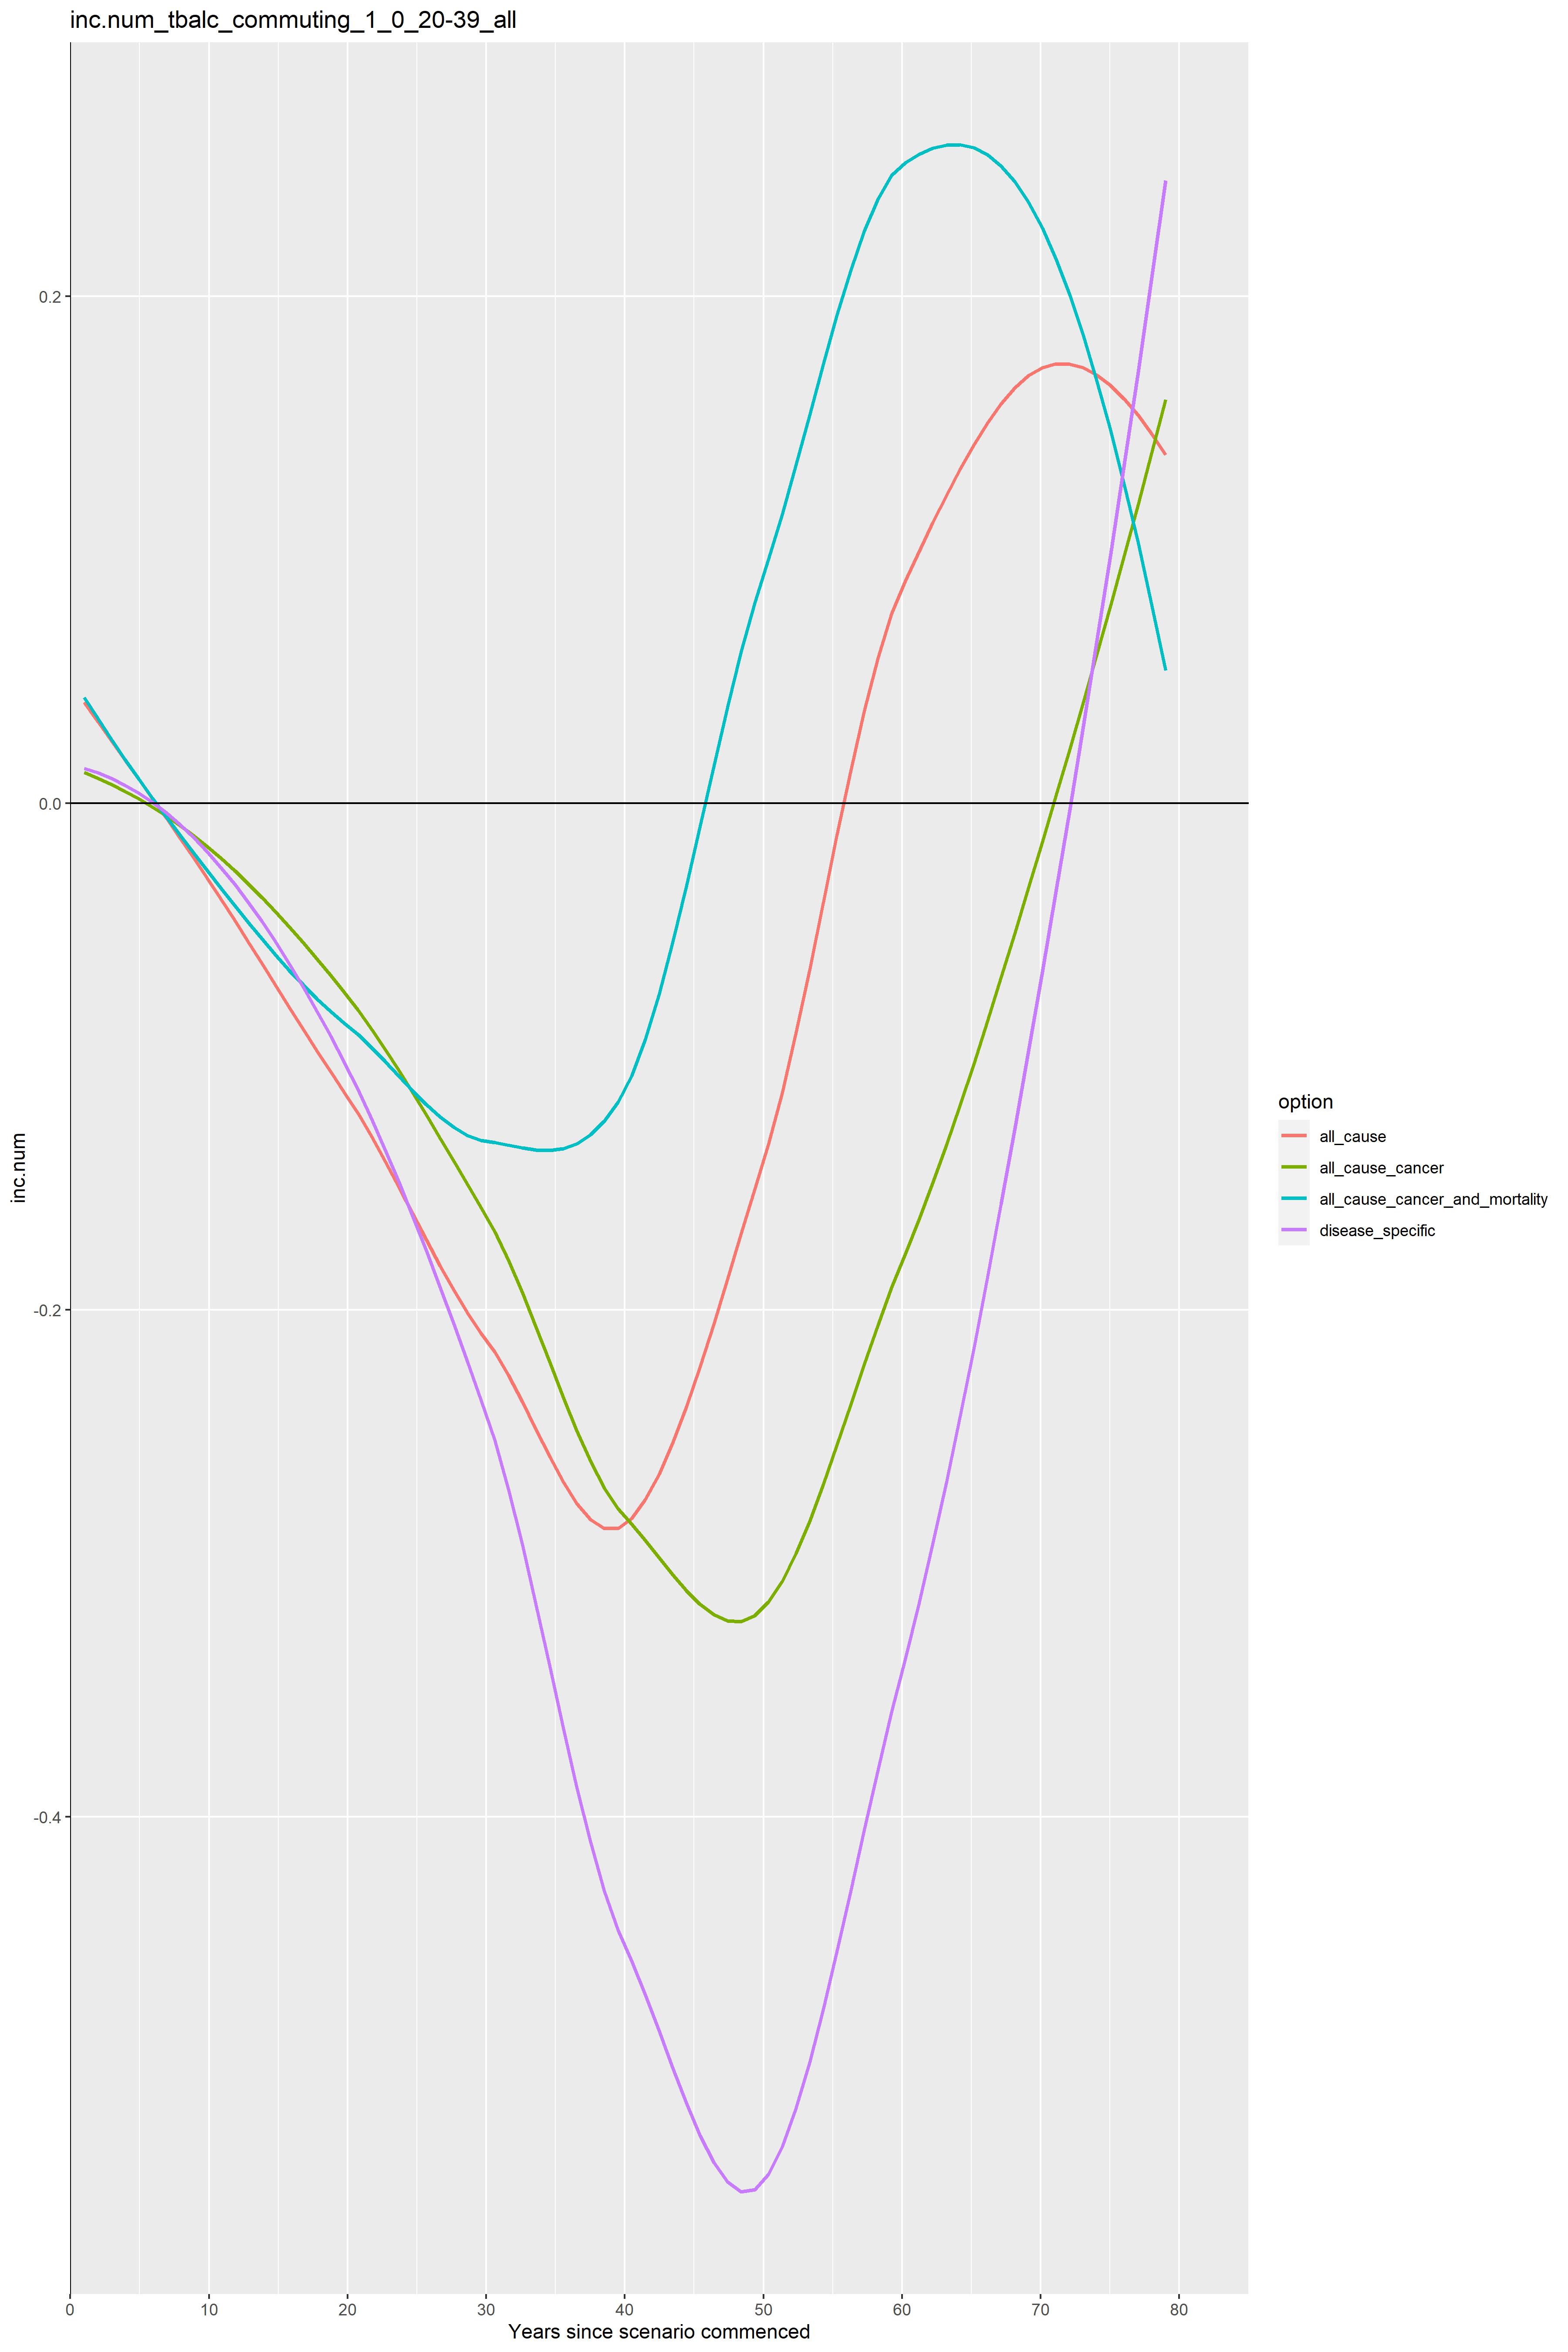 inc.num_tbalc_commuting_1_0_20-39_all
inc.num
0.2
0.0
-0.2
-0.4
0 10 20 30 40 50 60 70 80
Years since scenario commenced
option
all_cause
all_cause_cancer
all_cause_cancer_and_mortality
disease_specific